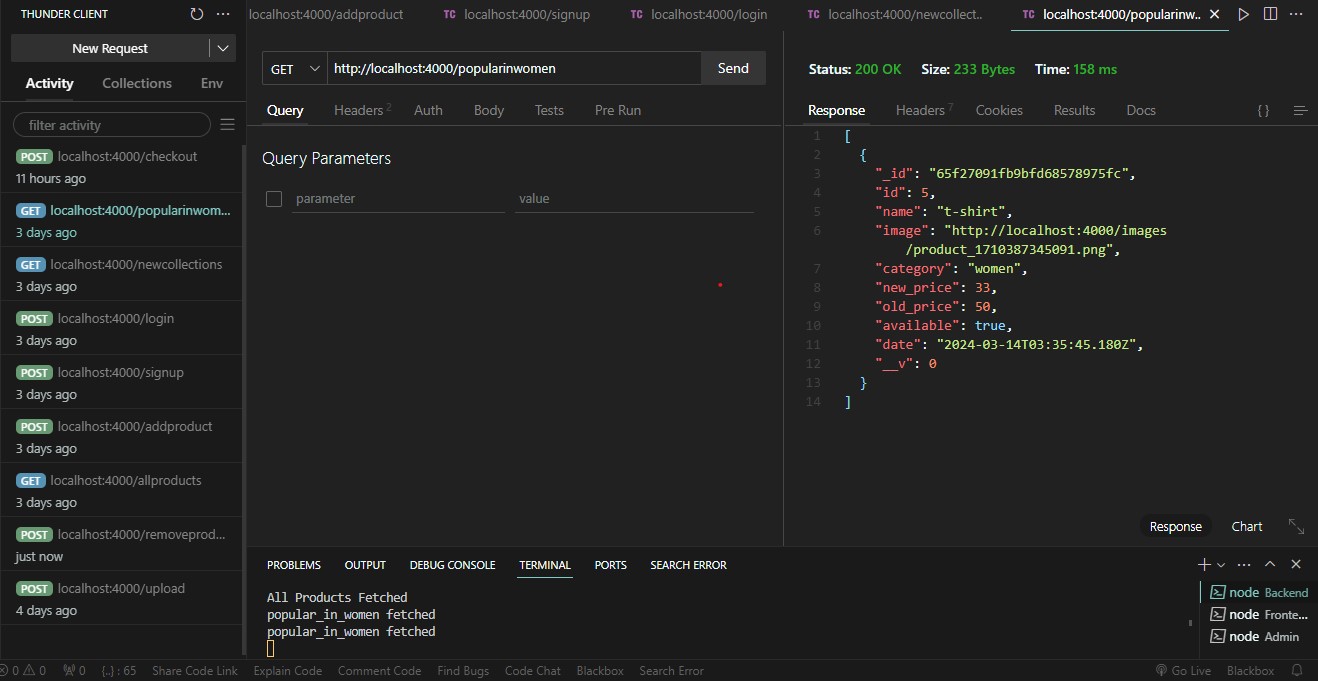 THUNDER CLIENT
New Request
Activity Collections Env
filter activity
POST localhost:4000/checkout
11 hours ago
GET localhost:4000/popularinwom...
3 days ago
GET localhost:4000/newcollections
3 days ago
POST localhost:4000/login
3 days ago
POST localhost:4000/signup
3 days ago
POST localhost:4000/addproduct
3 days ago
GET localhost:4000/allproducts
3 days ago
POST localhost:4000/removeprod...
just now
POST localhost:4000/upload
4 days ago
localhost:4000/addproduct TC localhost:4000/signup TC localhost:4000/login TC localhost:4000/newcollect.. TC localhost:4000/popularinw..
GET http://localhost:4000/popularinwomen Send
Query Headers 2 Auth Body Tests Pre Run
Query Parameters
parameter value
Status: 200 OK Size: 233 Bytes Time: 158 ms
Response Headers 7 Cookies Results Docs {}
1 [
2 {
3 "_id": "65f27091fb9bfd68578975fc",
4 "id": 5,
5 "name": "t-shirt",
6 "image": "http://localhost:4000/images
/product_1710387345091.png",
7 "category": "women",
8 "new_price": 33,
9 "old_price": 50,
10 "available": true,
11 "date": "2024-03-14T03:35:45.180Z",
12 "__v": 0
13 }
14 ]
Response Chart
PROBLEMS OUTPUT DEBUG CONSOLE TERMINAL PORTS SEARCH ERROR
All Products Fetched
popular_in_women fetched
popular_in_women fetched
node Backend
node Fronte...
node Admin
0 0 0 {..} : 65 Share Code Link Explain Code Comment Code Find Bugs Code Chat Blackbox Search Error Go Live Blackbox